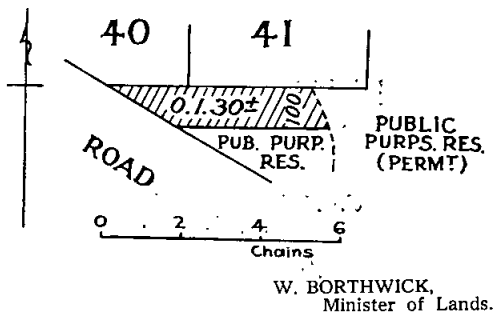 40 41
0.1.30±
100
PUB. PURP.
RES.
PUBLIC
PURPS. RES.
(PERMT.)
ROAD
0 2 4 6
Chains
W. BORTHWICK,
Minister of Lands.